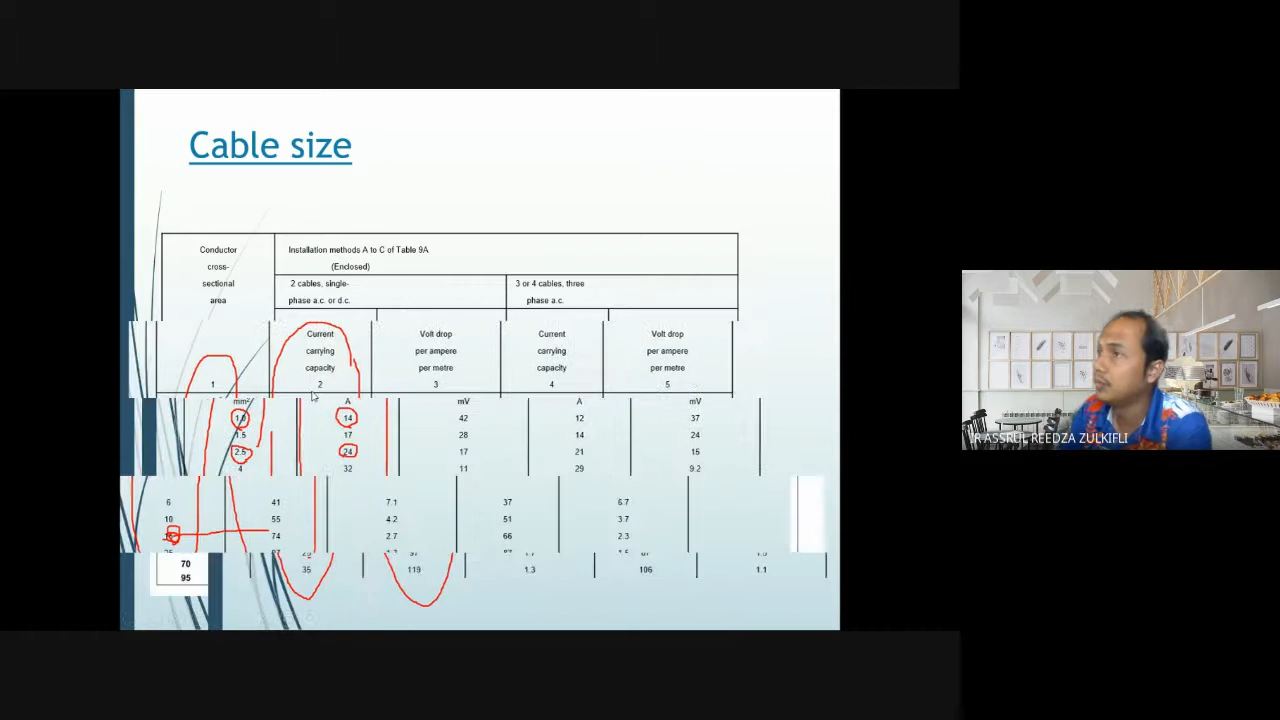 Cable size
Conductor
cross-
sectional
area
Installation methods A to C of Table 9A
(Enclosed)
2 cables, single-
phase a.c. or d.c.
3 or 4 cables, three
phase a.c.
1
Current
carrying
capacity
2
Volt drop
per ampere
per metre
3
Current
carrying
capacity
4
Volt drop
per ampere
per metre
5
mm² A mV A mV
1.0 14 42 12 37
1.5 17 28 14 24
2.5 24 17 21 15
4 32 11 29 9.2
6 41 7.1 37 6.7
10 55 4.2 51 3.7
74 2.7 66 2.3
35 119 1.3 106 1.1
70
95
IR ASSRUL REEDZA ZULKIFLI